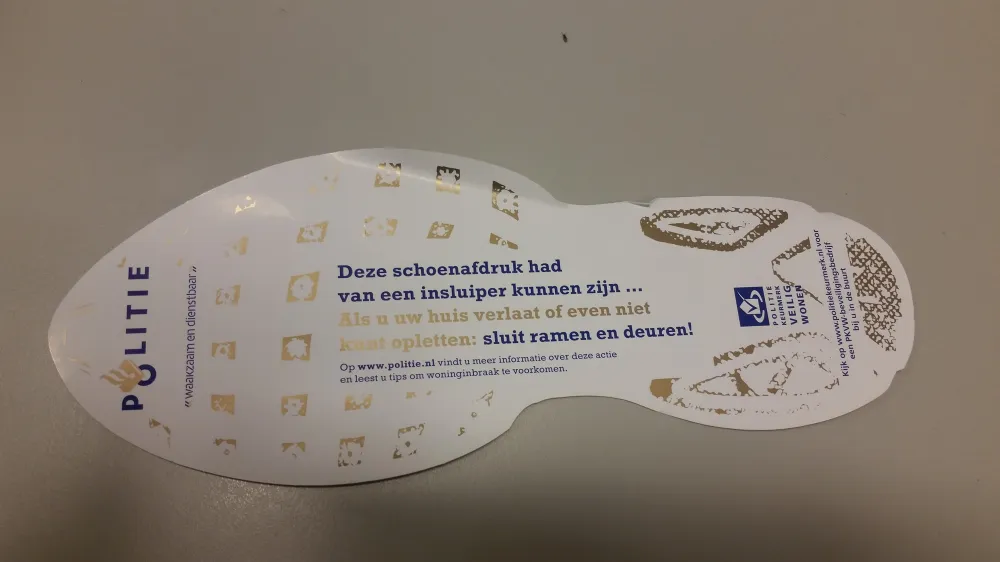 POLITIE
„waakzaam en dienstbaar”
Deze schoenafdruk had
van een insluiper kunnen zijn ...
Als u uw huis verlaat of even niet
kunt opletten: sluit ramen en deuren!
Op www.politie.nl vindt u meer informatie over deze actie
en leest u tips om woninginbraak te voorkomen.
POLITIE
KEURMERK
VEILIG
WONEN
Kijk op www.politiekeurmerk.nl voor
een PKVW-beveiligingsbedrijf
bij u in de buurt